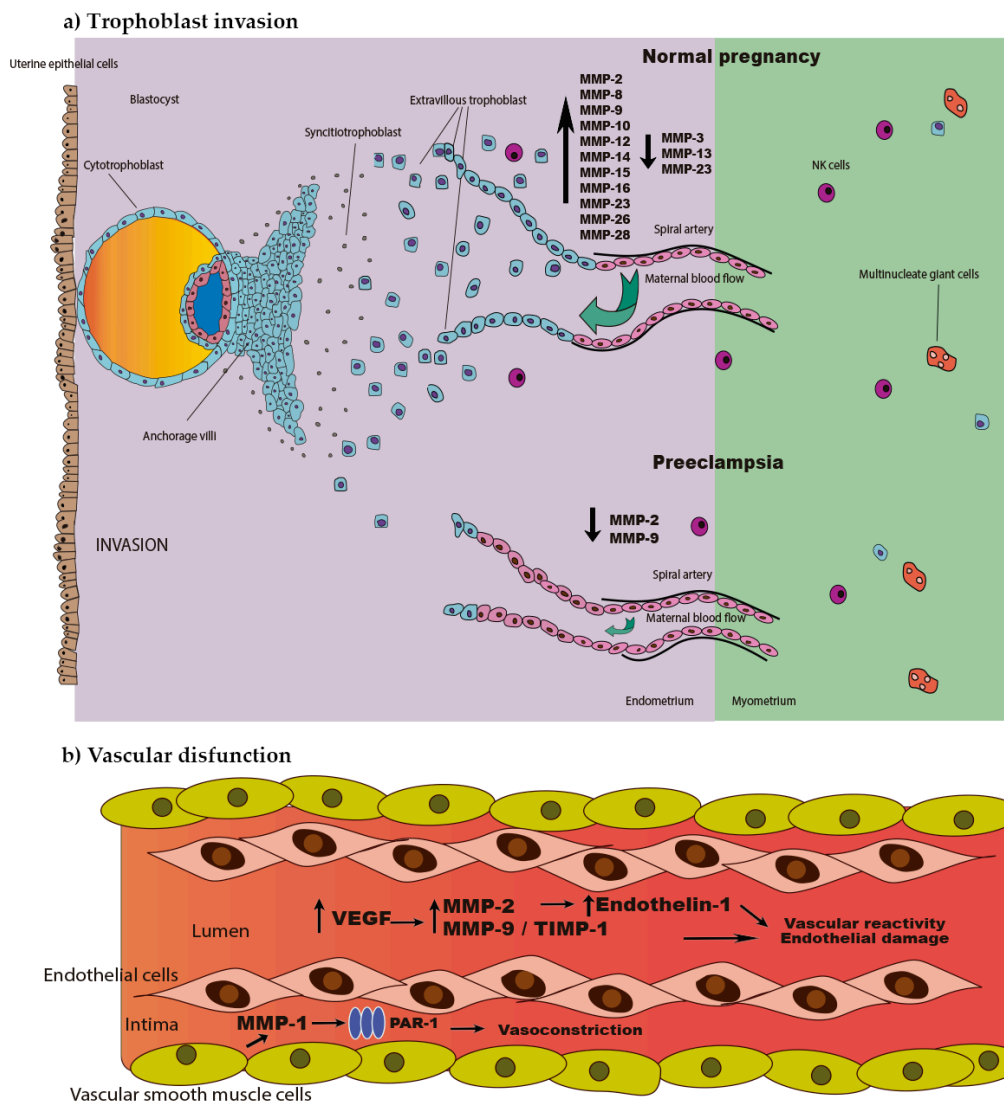 a) Trophoblast invasion
Uterine epithelial cells
Normal pregnancy
Blastocyst
Extravillous trophoblast
Syncitiotrophoblast
Cytotrophoblast
MMP-2
MMP-8
MMP-9
MMP-10
MMP-12
MMP-14
MMP-15
MMP-16
MMP-23
MMP-26
MMP-28
MMP-3
MMP-13
MMP-23
NK cells
Spiral artery
Maternal blood flow
Multinucleate giant cells
Anchorage villi
Preeclampsia
MMP-2
MMP-9
INVASION
Spiral artery
Maternal blood flow
Endometrium
Myometrium
b) Vascular disfunction
Lumen
VEGF
MMP-2
MMP-9 / TIMP-1
Endothelin-1
Vascular reactivity
Endothelial damage
Endothelial cells
Intima
MMP-1
PAR-1
Vasoconstriction
Vascular smooth muscle cells